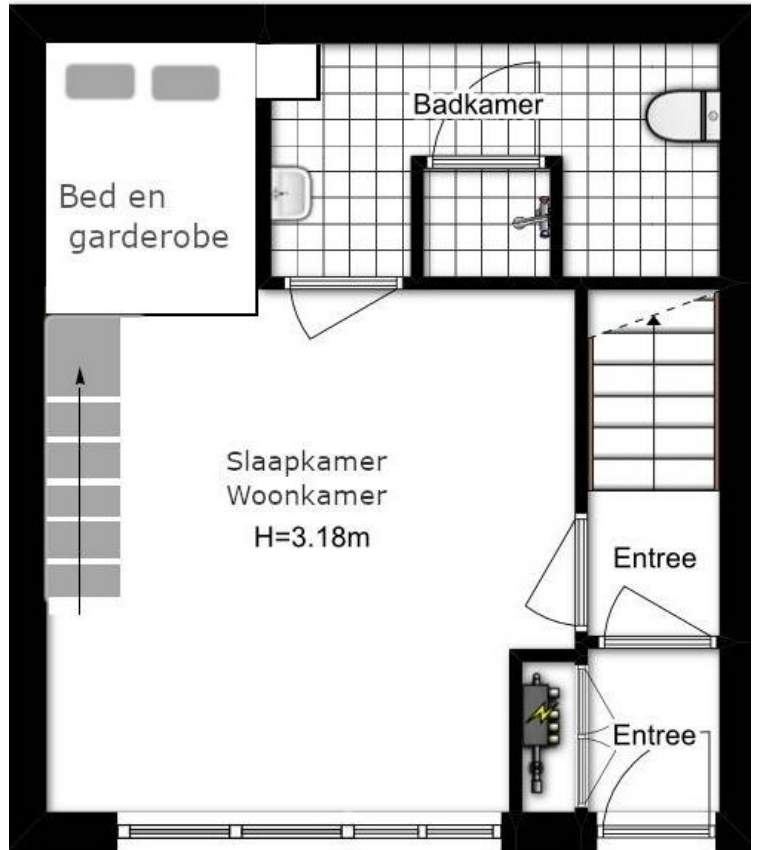 Badkamer
Bed en
garderobe
Slaapkamer
Woonkamer
H=3.18m
Entree
Entree